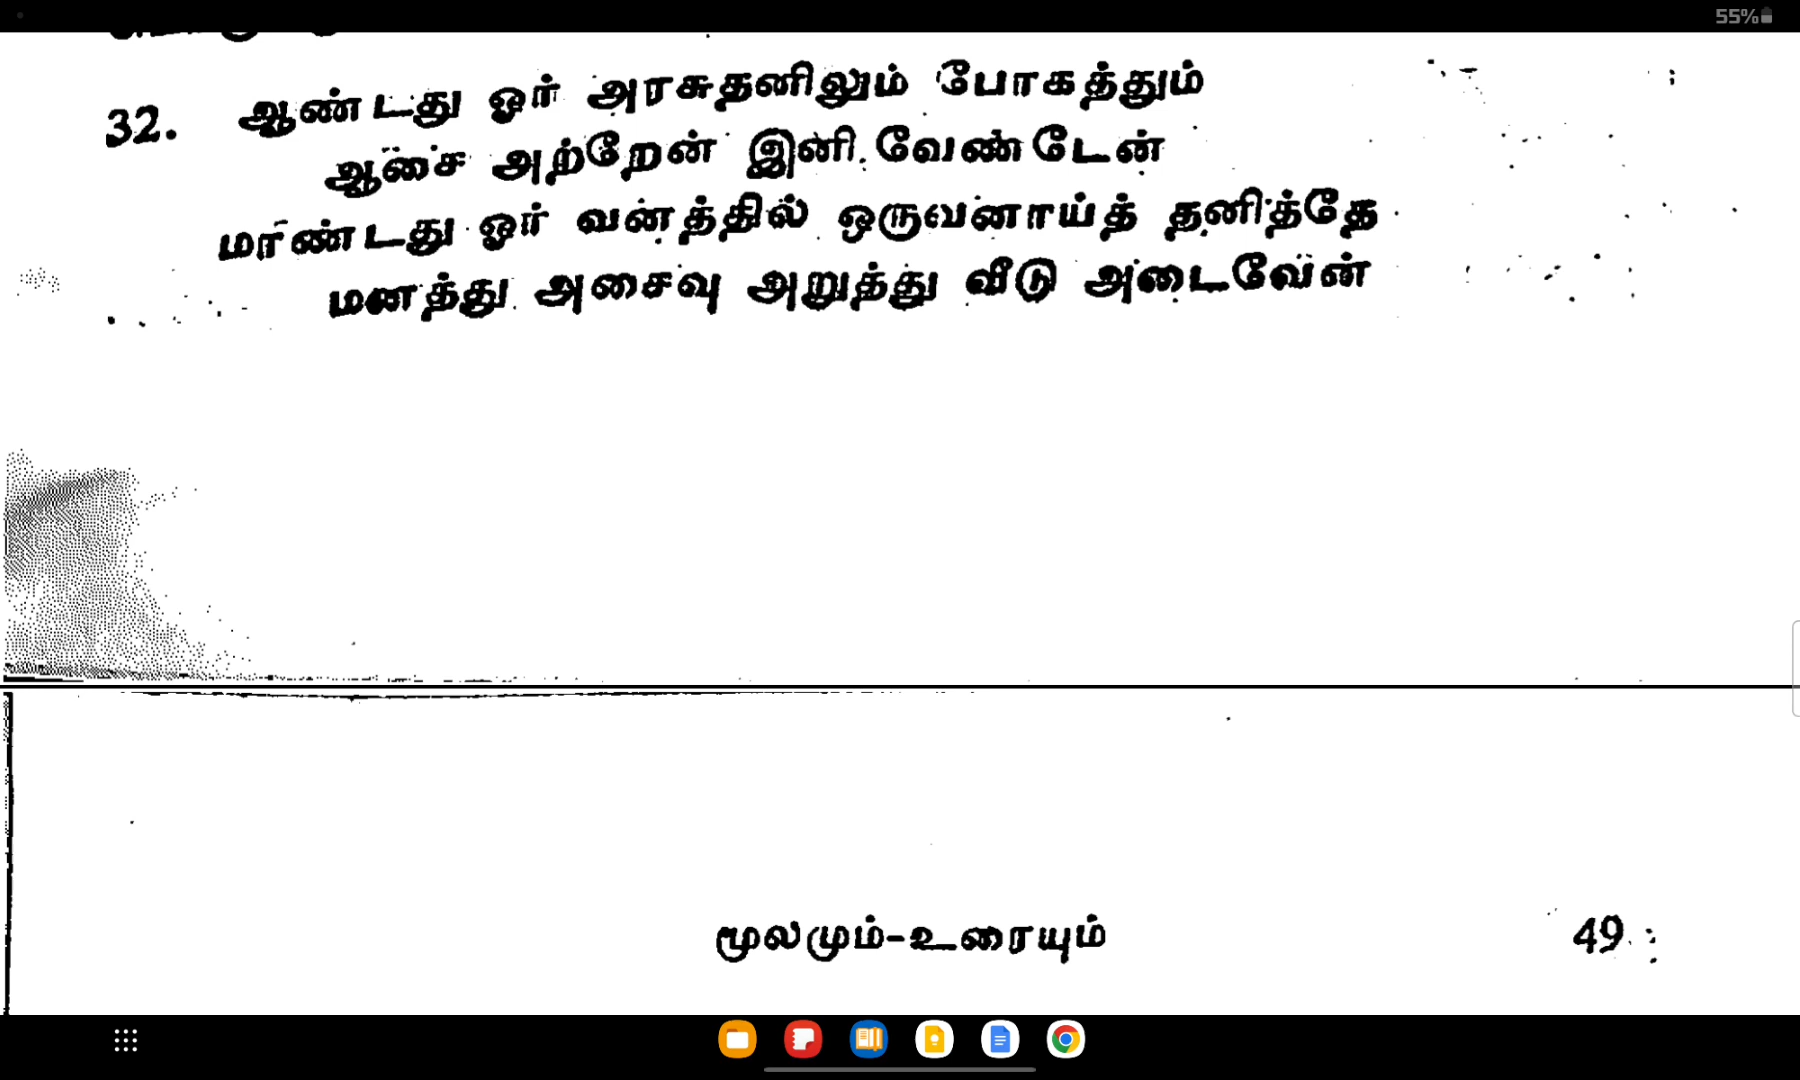 55%
32. ஆண்டது ஓர் அரசுதனிலும் போகத்தும்
ஆசை அற்றேன் இனி வேண்டேன்
மாண்டது ஓர் வனத்தில் ஒருவனாய்த் தனித்தே
மனத்து அசைவு அறுத்து வீடு அடைவேன்
மூலமும்-உரையும் 49